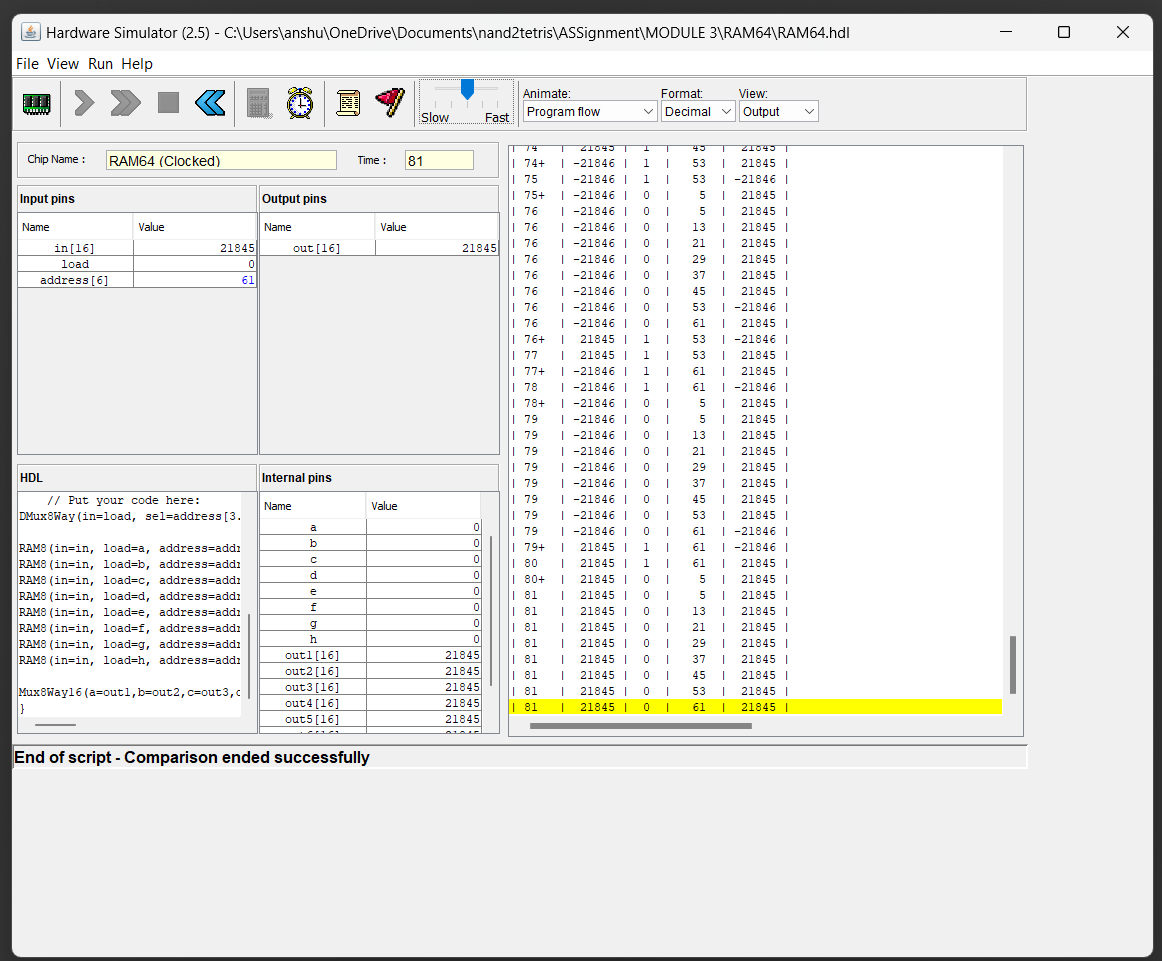 Hardware Simulator (2.5) - C:\Users\anshu\OneDrive\Documents\nand2tetris\ASSignment\MODULE 3\RAM64\RAM64.hdl
File View Run Help
Slow Fast
Animate:
Program flow
Format:
Decimal
View:
Output
Chip Name :
RAM64 (Clocked)
Time :
81
Input pins
Name Value
in[16] 21845
load 0
address[6] 61
Output pins
Name Value
out[16] 21845
HDL
// Put your code here:
DMux8Way(in=load, sel=address[3.
RAM8(in=in, load=a, address=addr
RAM8(in=in, load=b, address=addr
RAM8(in=in, load=c, address=addr
RAM8(in=in, load=d, address=addr
RAM8(in=in, load=e, address=addr
RAM8(in=in, load=f, address=addr
RAM8(in=in, load=g, address=addr
RAM8(in=in, load=h, address=addr
Mux8Way16(a=out1,b=out2,c=out3,
}
Internal pins
Name Value
a 0
b 0
c 0
d 0
e 0
f 0
g 0
h 0
out1[16] 21845
out2[16] 21845
out3[16] 21845
out4[16] 21845
out5[16] 21845
| 74 | 21845 | 1 | 45 | 21845 |
| 74+ | -21846 | 1 | 53 | 21845 |
| 75 | -21846 | 1 | 53 | -21846 |
| 75+ | -21846 | 0 | 5 | 21845 |
| 76 | -21846 | 0 | 5 | 21845 |
| 76 | -21846 | 0 | 13 | 21845 |
| 76 | -21846 | 0 | 21 | 21845 |
| 76 | -21846 | 0 | 29 | 21845 |
| 76 | -21846 | 0 | 37 | 21845 |
| 76 | -21846 | 0 | 45 | 21845 |
| 76 | -21846 | 0 | 53 | -21846 |
| 76 | -21846 | 0 | 61 | 21845 |
| 76+ | 21845 | 1 | 53 | -21846 |
| 77 | 21845 | 1 | 53 | 21845 |
| 77+ | -21846 | 1 | 61 | 21845 |
| 78 | -21846 | 1 | 61 | -21846 |
| 78+ | -21846 | 0 | 5 | 21845 |
| 79 | -21846 | 0 | 5 | 21845 |
| 79 | -21846 | 0 | 13 | 21845 |
| 79 | -21846 | 0 | 21 | 21845 |
| 79 | -21846 | 0 | 29 | 21845 |
| 79 | -21846 | 0 | 37 | 21845 |
| 79 | -21846 | 0 | 45 | 21845 |
| 79 | -21846 | 0 | 53 | 21845 |
| 79 | -21846 | 0 | 61 | -21846 |
| 79+ | 21845 | 1 | 61 | -21846 |
| 80 | 21845 | 1 | 61 | 21845 |
| 80+ | 21845 | 0 | 5 | 21845 |
| 81 | 21845 | 0 | 5 | 21845 |
| 81 | 21845 | 0 | 13 | 21845 |
| 81 | 21845 | 0 | 21 | 21845 |
| 81 | 21845 | 0 | 29 | 21845 |
| 81 | 21845 | 0 | 37 | 21845 |
| 81 | 21845 | 0 | 45 | 21845 |
| 81 | 21845 | 0 | 53 | 21845 |
| 81 | 21845 | 0 | 61 | 21845 |
End of script - Comparison ended successfully